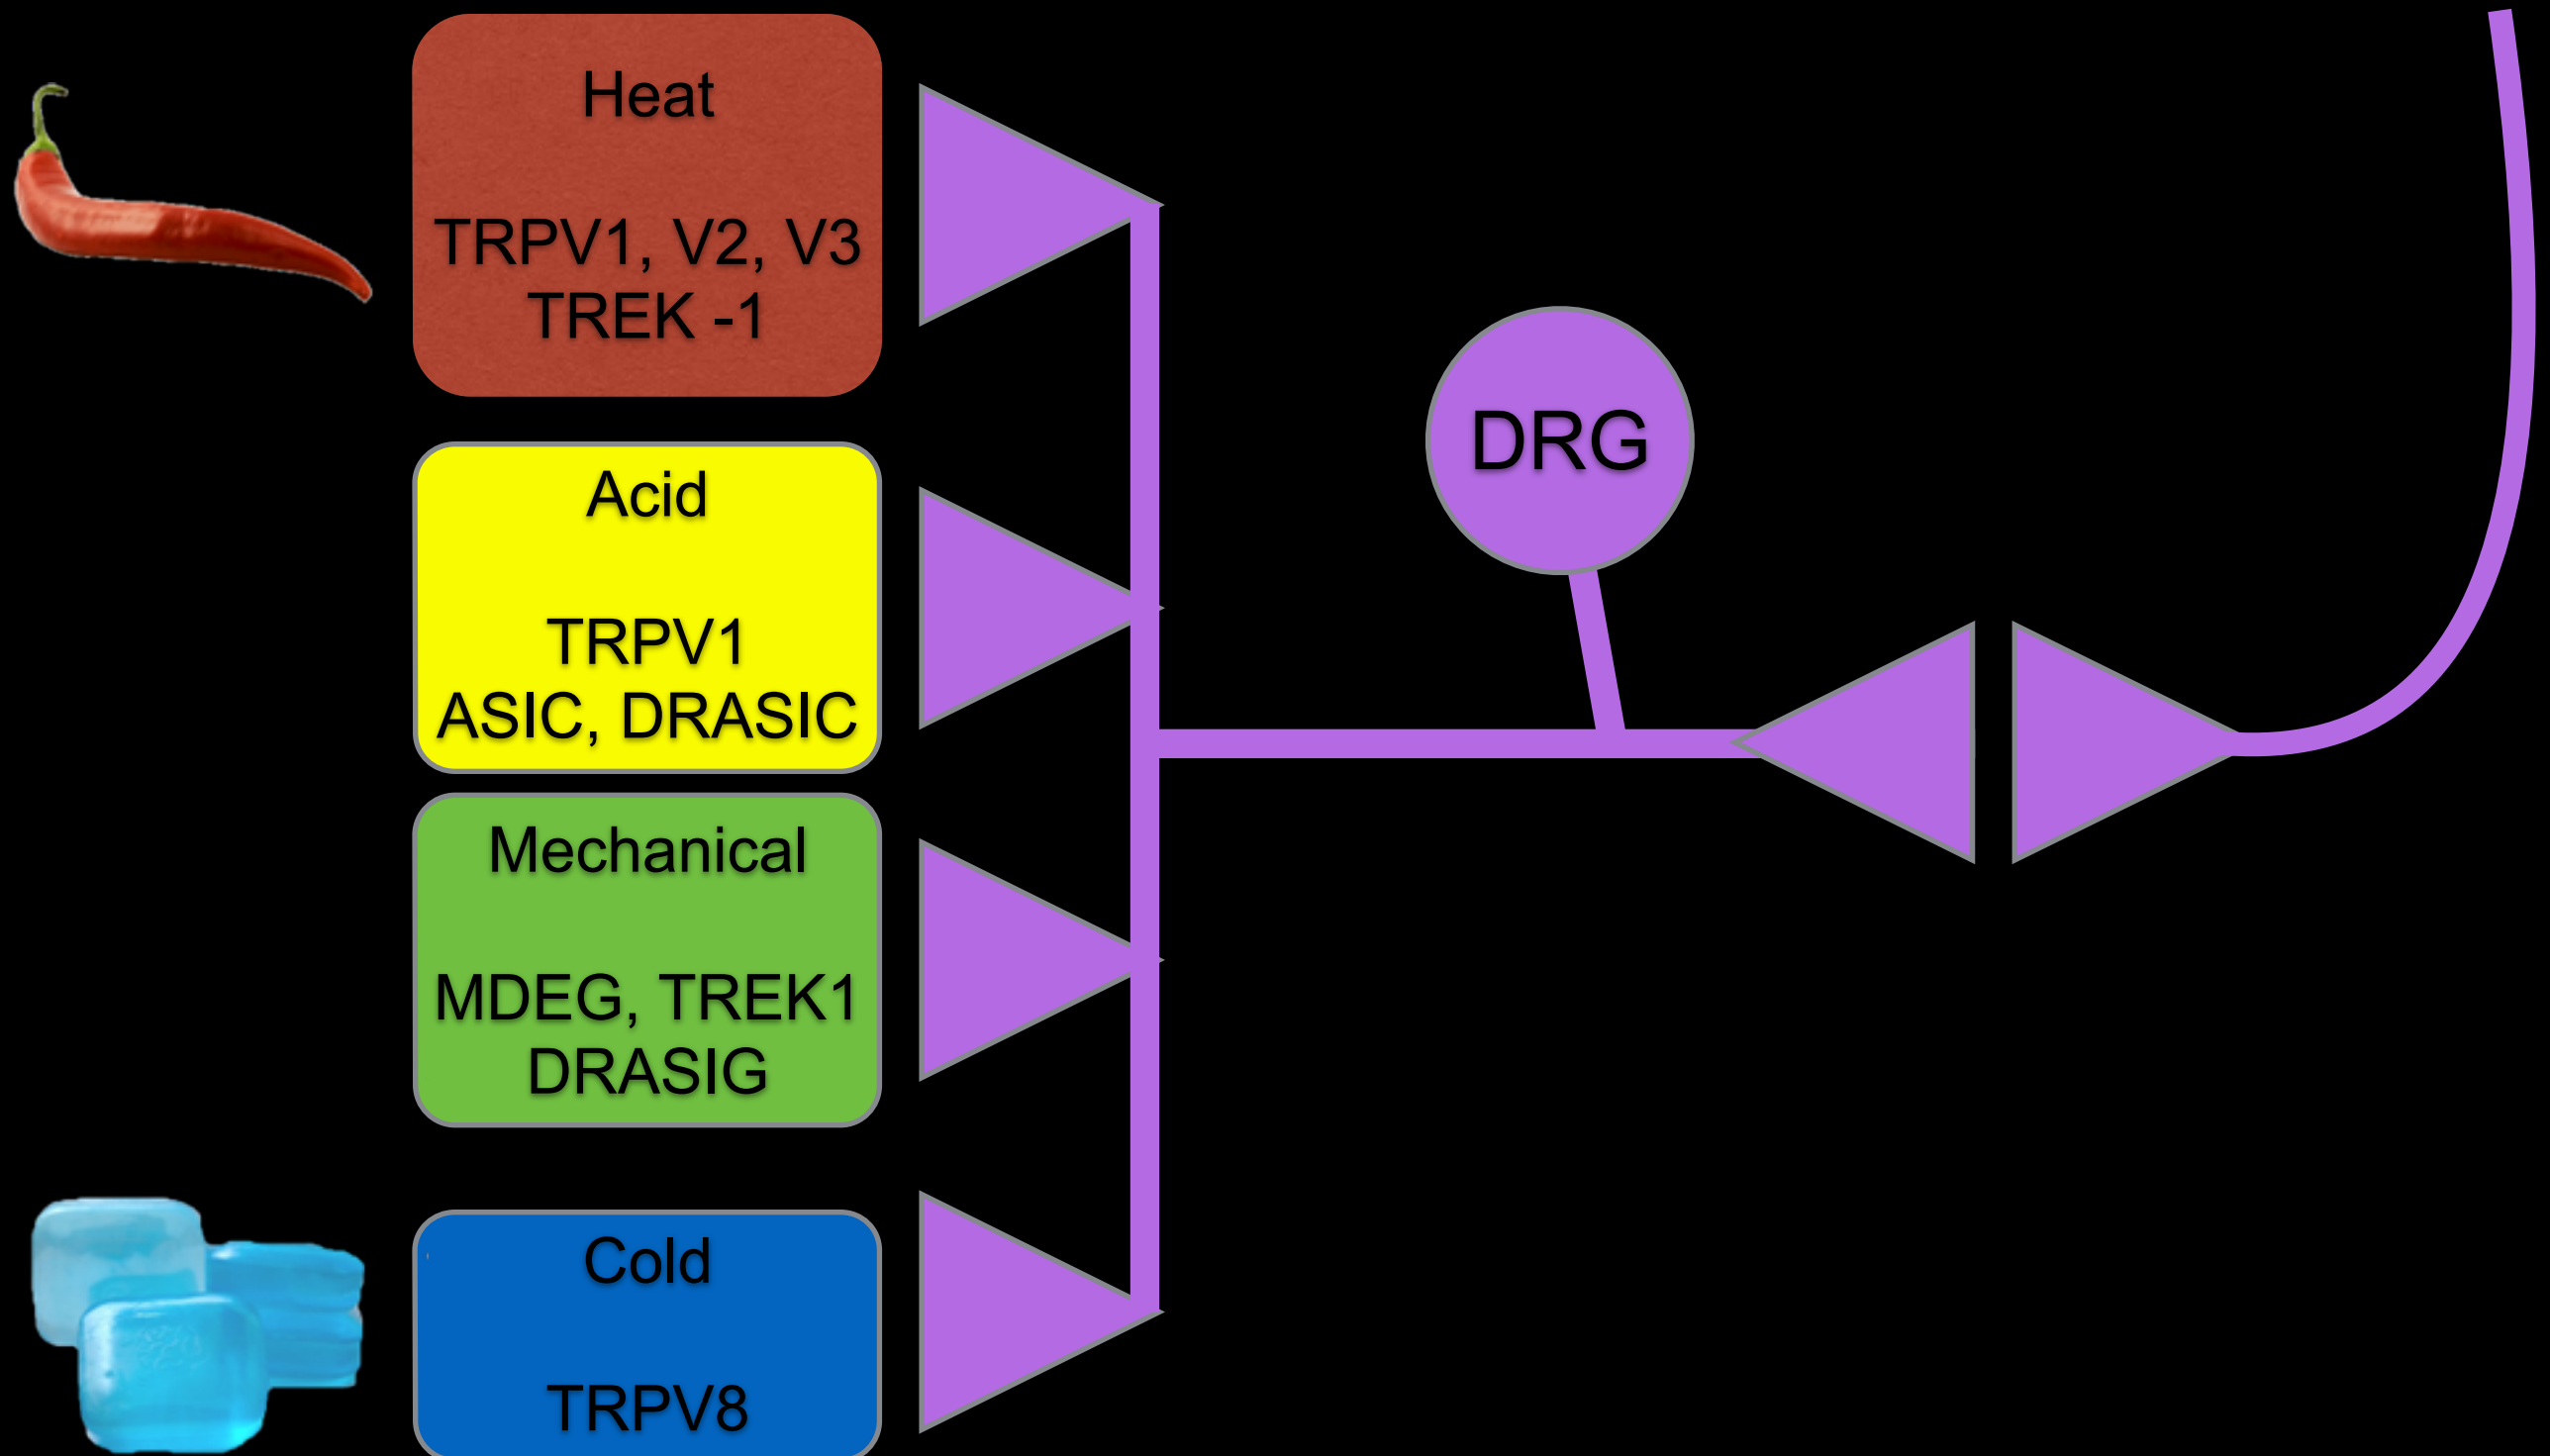 Heat
TRPV1, V2, V3
TREK -1
Acid
TRPV1
ASIC, DRASIC
Mechanical
MDEG, TREK1
DRASIG
Cold
TRPV8
DRG